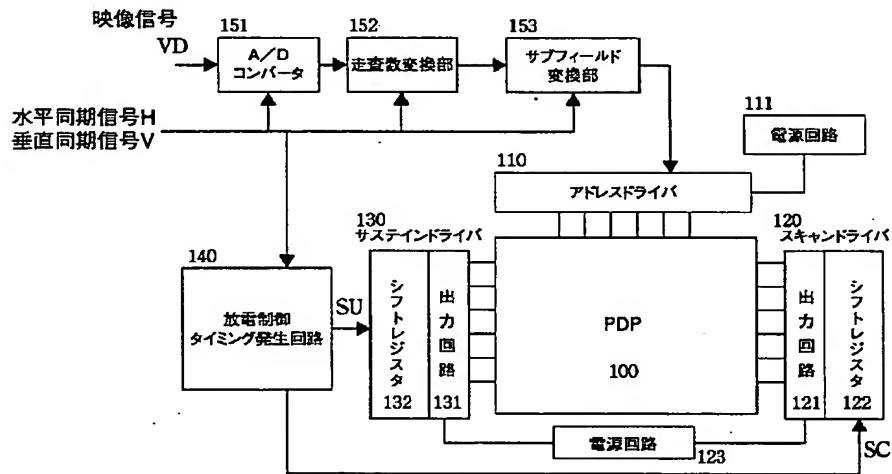 映像信号
VD
151
A/D
コンバータ
152
走査数変換部
153
サブフィールド
変換部
水平同期信号H
垂直同期信号V
111
電源回路
110
アドレスドライバ
130
サステインドライバ
120
スキャンドライバ
140
放電制御
タイミング発生回路
SU
シフトレジスタ
132
出力回路
131
PDP
100
出力回路
121
シフトレジスタ
122
電源回路
123
SC